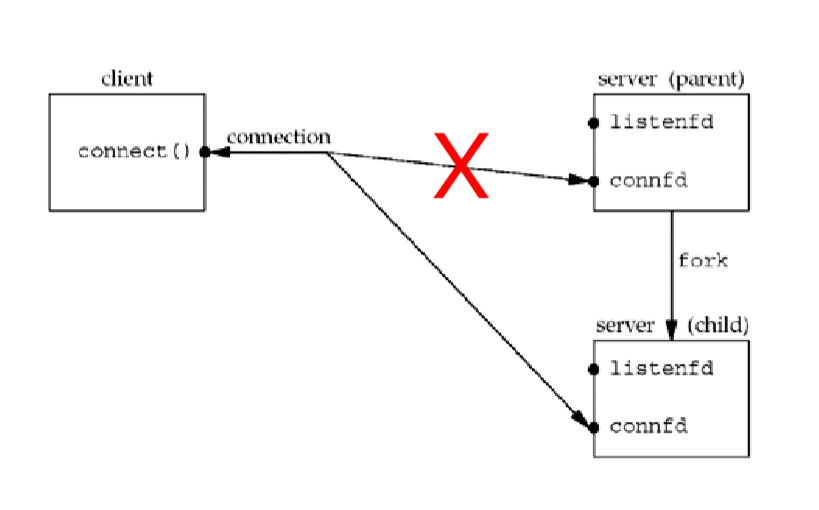 client
server (parent)
connect()
connection
listenfd
connfd
fork
server (child)
listenfd
connfd